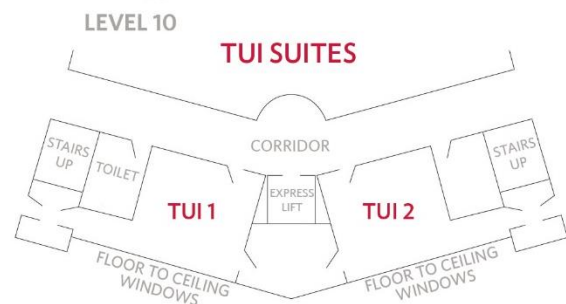 LEVEL 10
TUI SUITES
CORRIDOR
STAIRS
UP
TOILET
EXPRESS
LIFT
STAIRS
UP
TUI 1
TUI 2
FLOOR TO CEILING
WINDOWS
FLOOR TO CEILING
WINDOWS